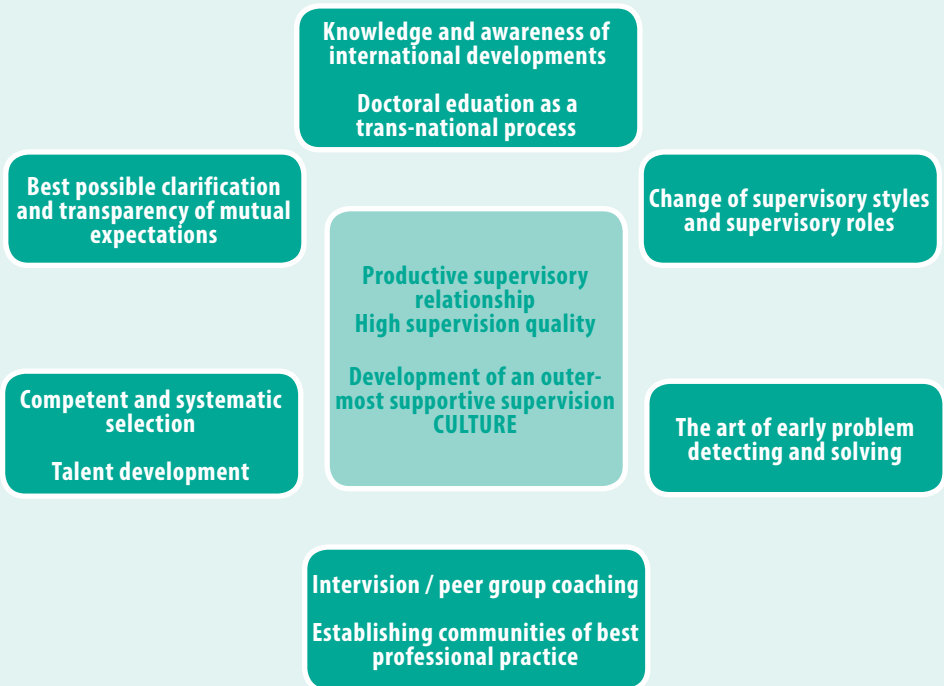 Knowledge and awareness of
international developments
Doctoral eduation as a
trans-national process
Best possible clarification
and transparency of mutual
expectations
Change of supervisory styles
and supervisory roles
Productive supervisory
relationship
High supervision quality
Development of an outer-
most supportive supervision
CULTURE
Competent and systematic
selection
Talent development
The art of early problem
detecting and solving
Intervision / peer group coaching
Establishing communities of best
professional practice